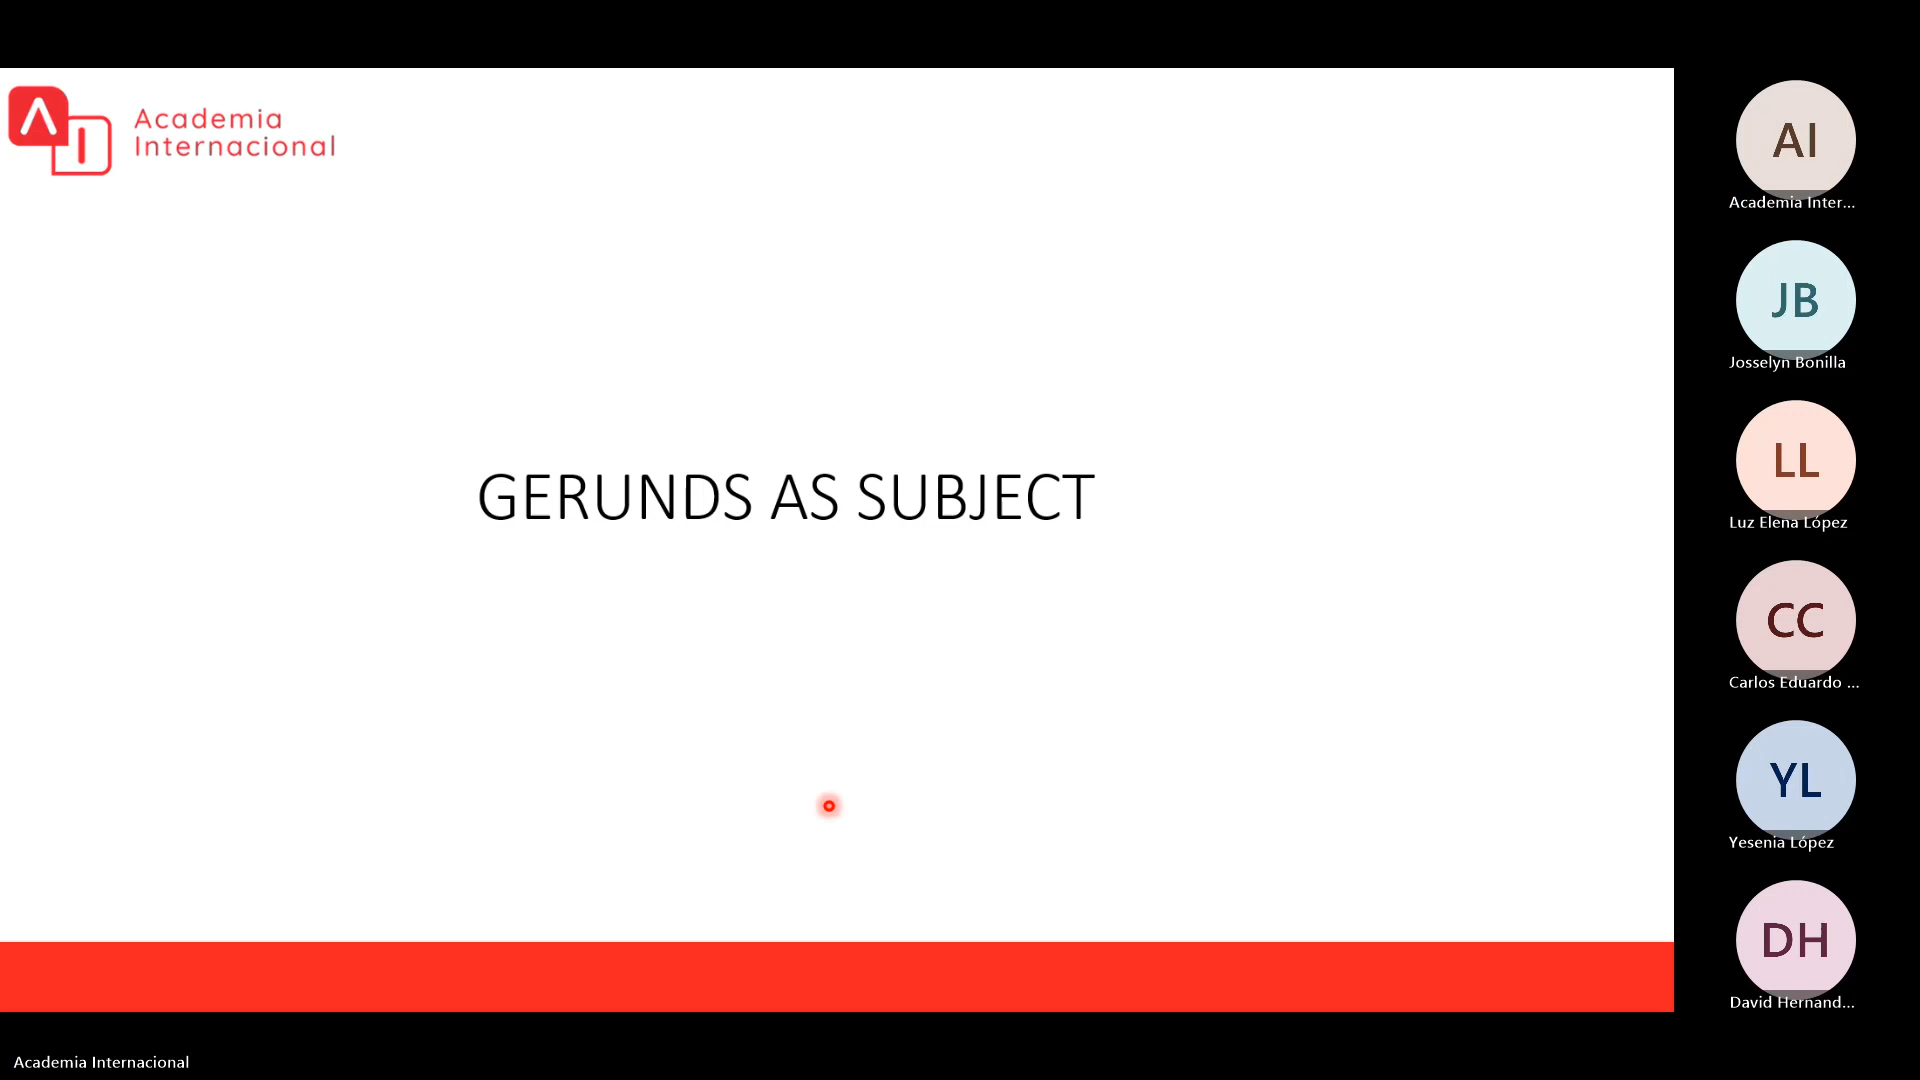 Academia
Internacional
GERUNDS AS SUBJECT
AI
Academia Inter...
JB
Josselyn Bonilla
LL
Luz Elena López
CC
Carlos Eduardo ...
YL
Yesenia López
DH
David Hernand...
Academia Internacional